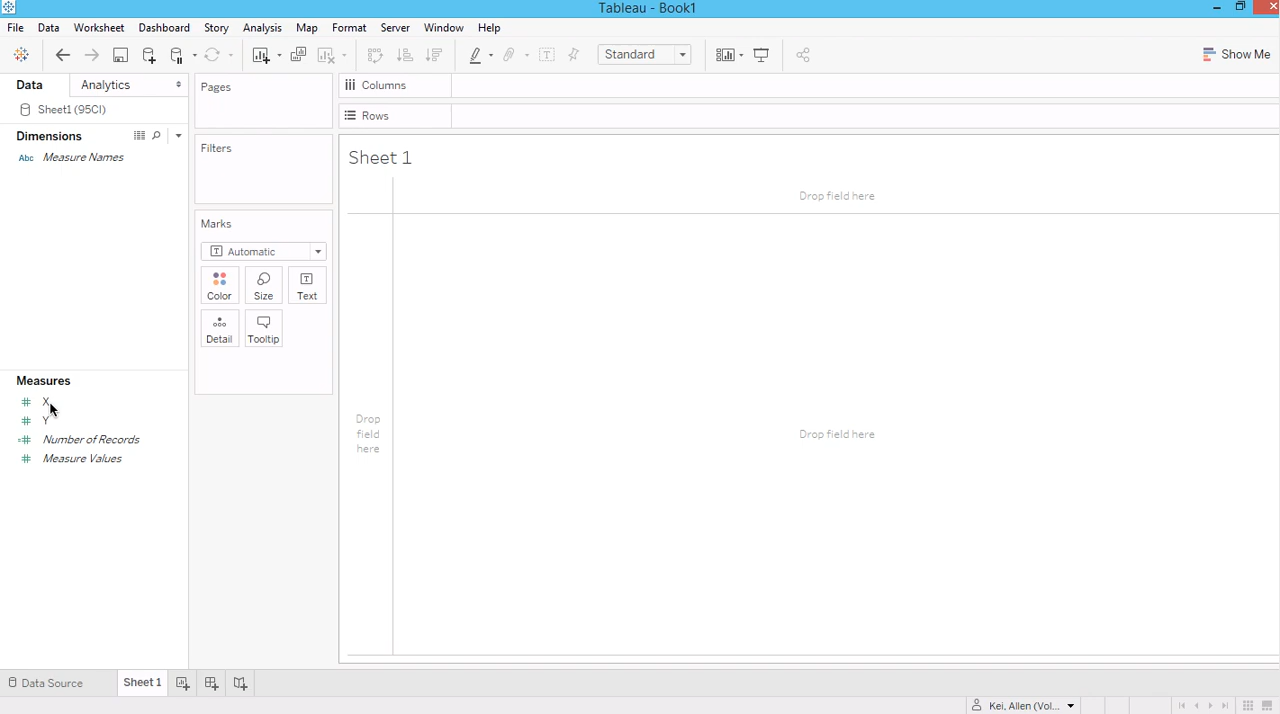 Tableau - Book1
File Data Worksheet Dashboard Story Analysis Map Format Server Window Help
Standard
Show Me
Data Analytics
Sheet1 (95CI)
Dimensions
Abc Measure Names
Measures
X
Y
Number of Records
Measure Values
Pages
Filters
Marks
Automatic
Color Size Text
Detail Tooltip
Columns
Rows
Sheet 1
Drop field here
Drop
field
here
Drop field here
Data Source Sheet 1
Kei, Allen (Vol...